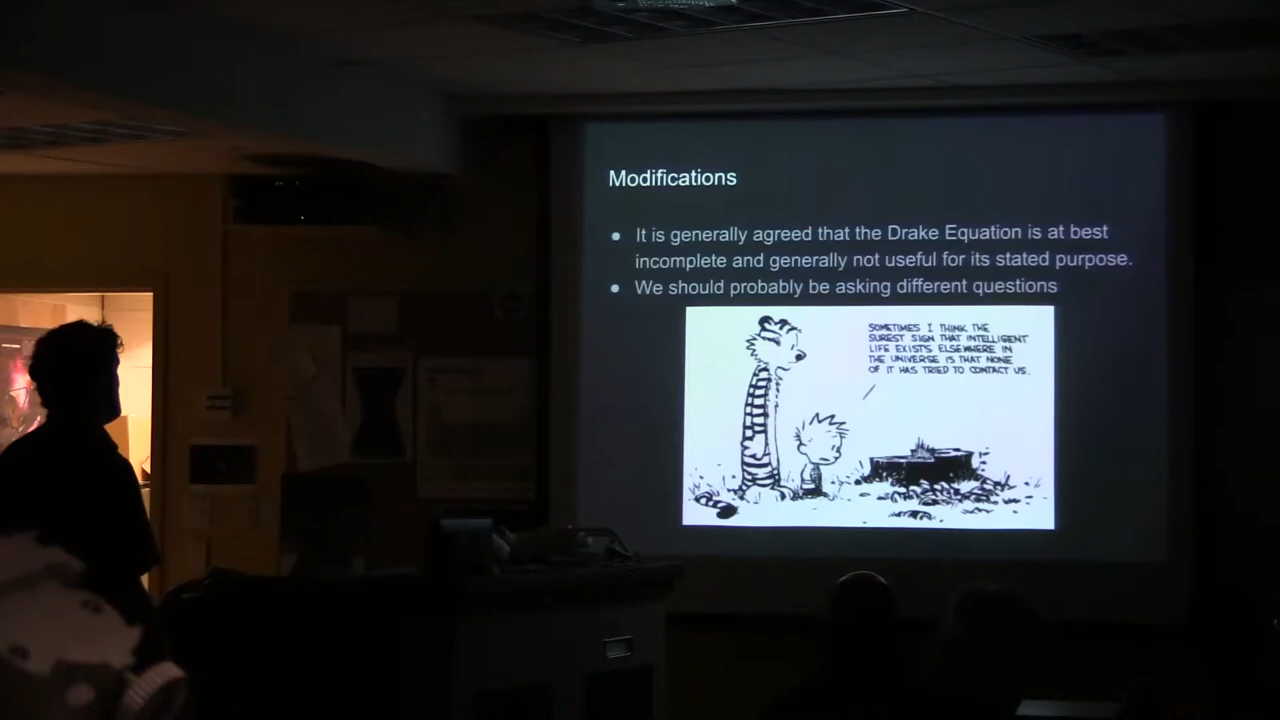 Modifications
● It is generally agreed that the Drake Equation is at best
incomplete and generally not useful for its stated purpose.
● We should probably be asking different questions
SOMETIMES I THINK THE
SUREST SIGN THAT INTELLIGENT
LIFE EXISTS ELSEWHERE IN
THE UNIVERSE IS THAT NONE
OF IT HAS TRIED TO CONTACT US.